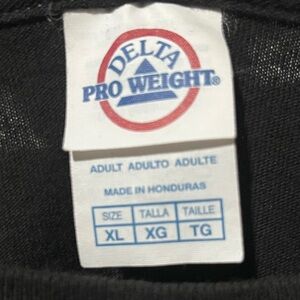 DELTA
PRO WEIGHT®
ADULT ADULTO ADULTE
MADE IN HONDURAS
SIZE TALLA TAILLE
XL XG TG